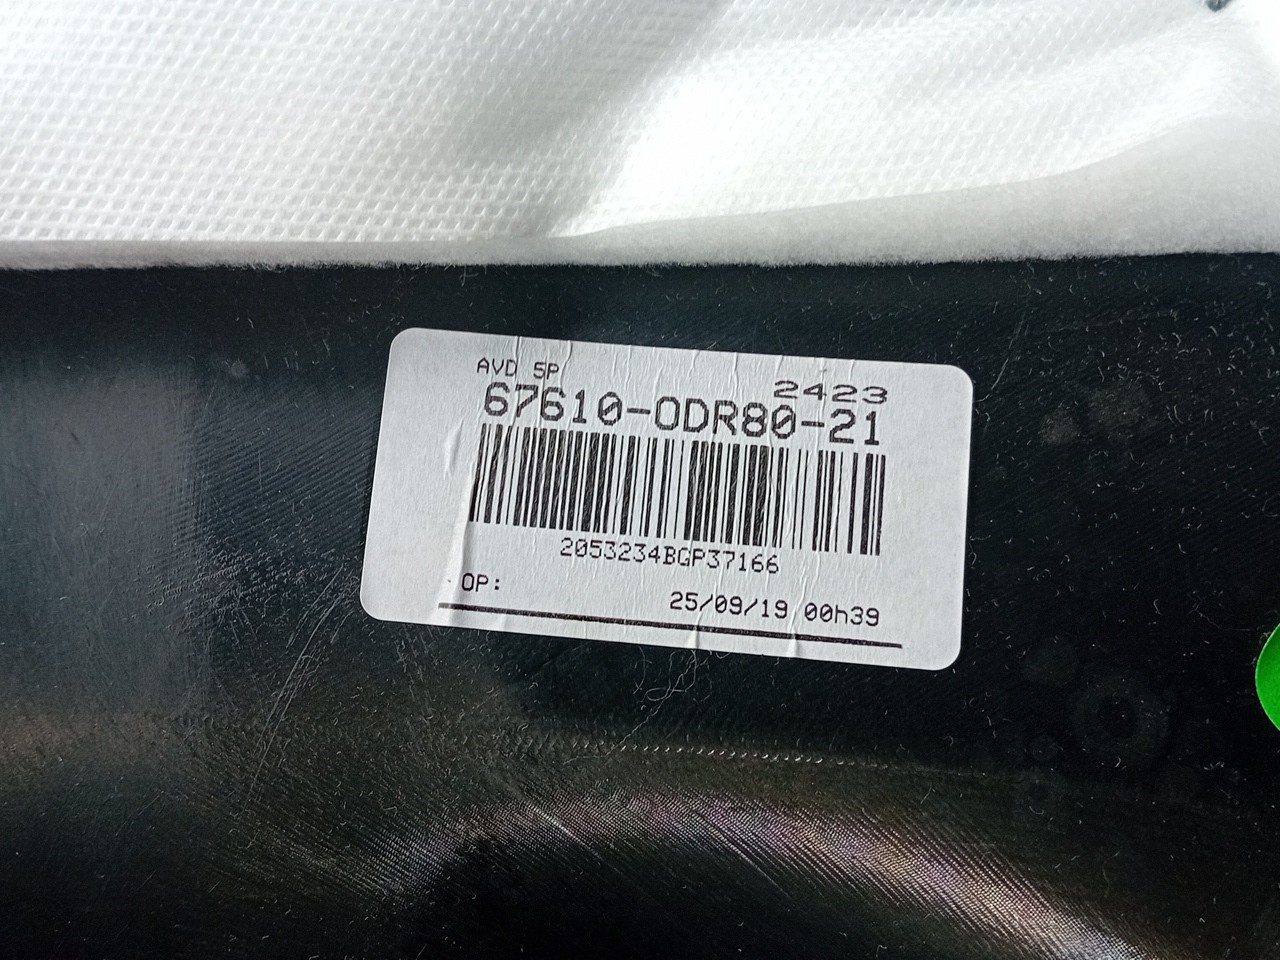 AVD 5P
2423
67610-0DR80-21
2053234BGP37166
OP:
25/09/19 00h39